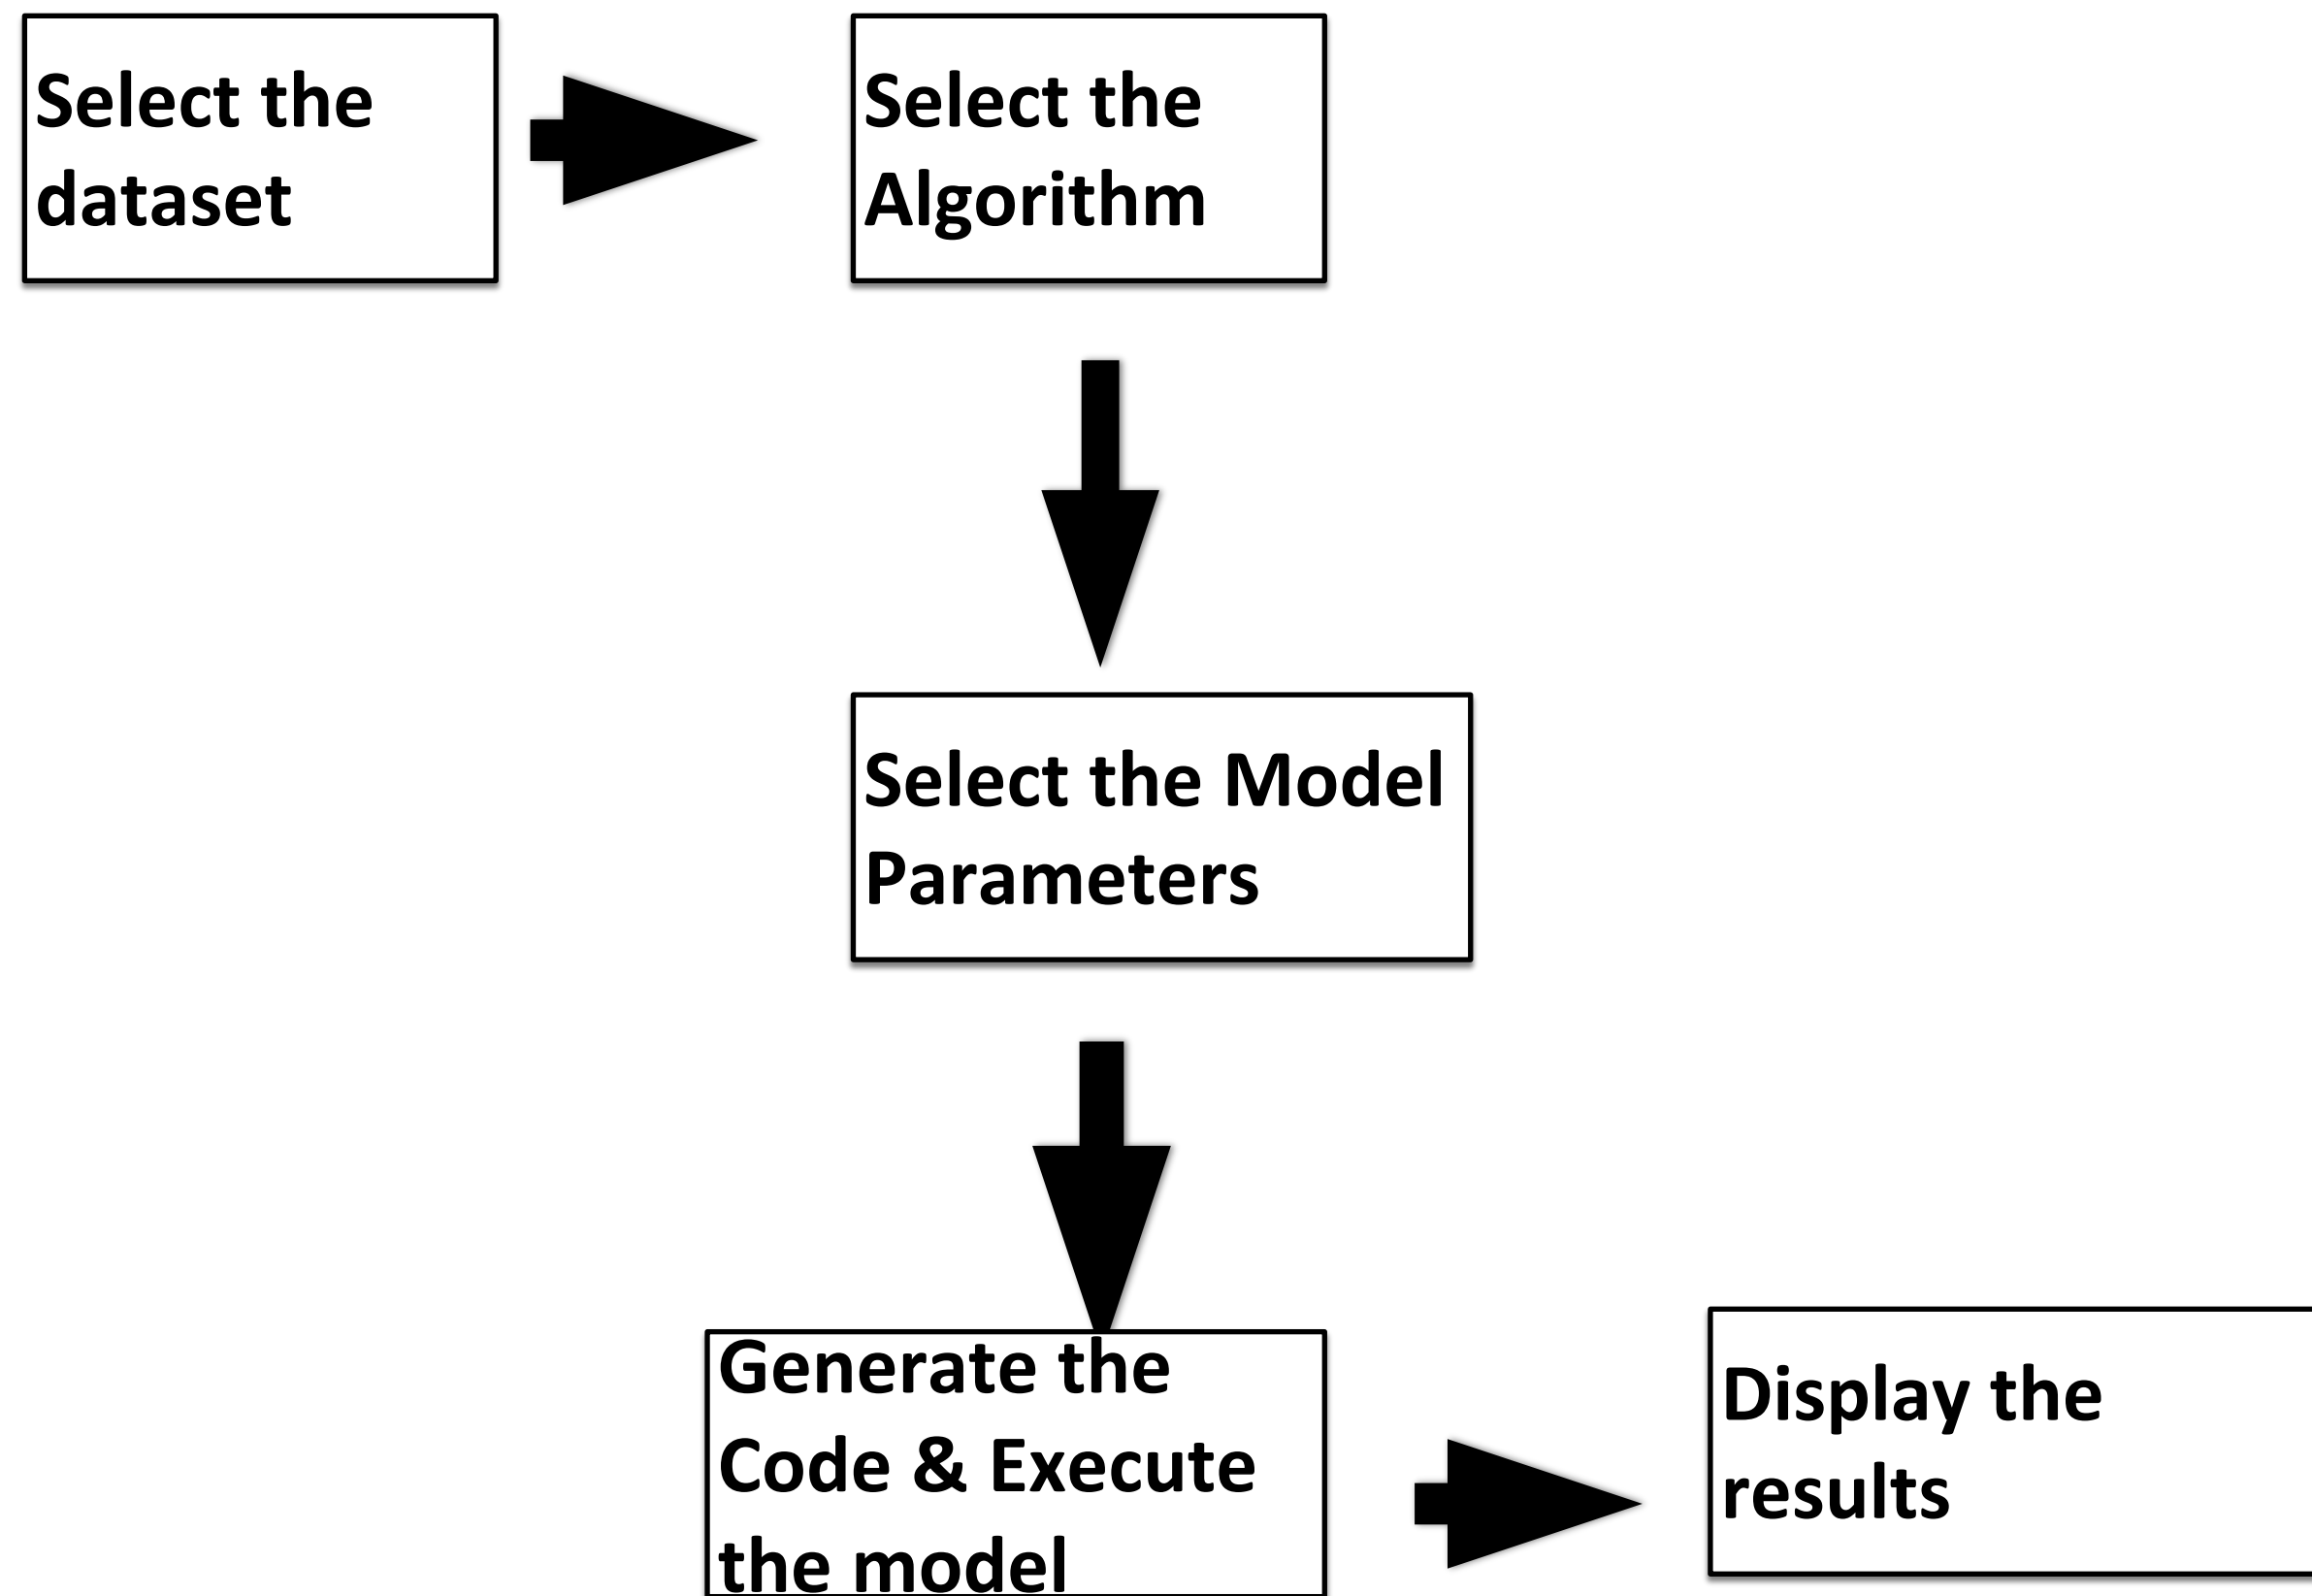 Select the
dataset
Select the
Algorithm
Select the Model
Parameters
Generate the
Code & Execute
the model
Display the
results